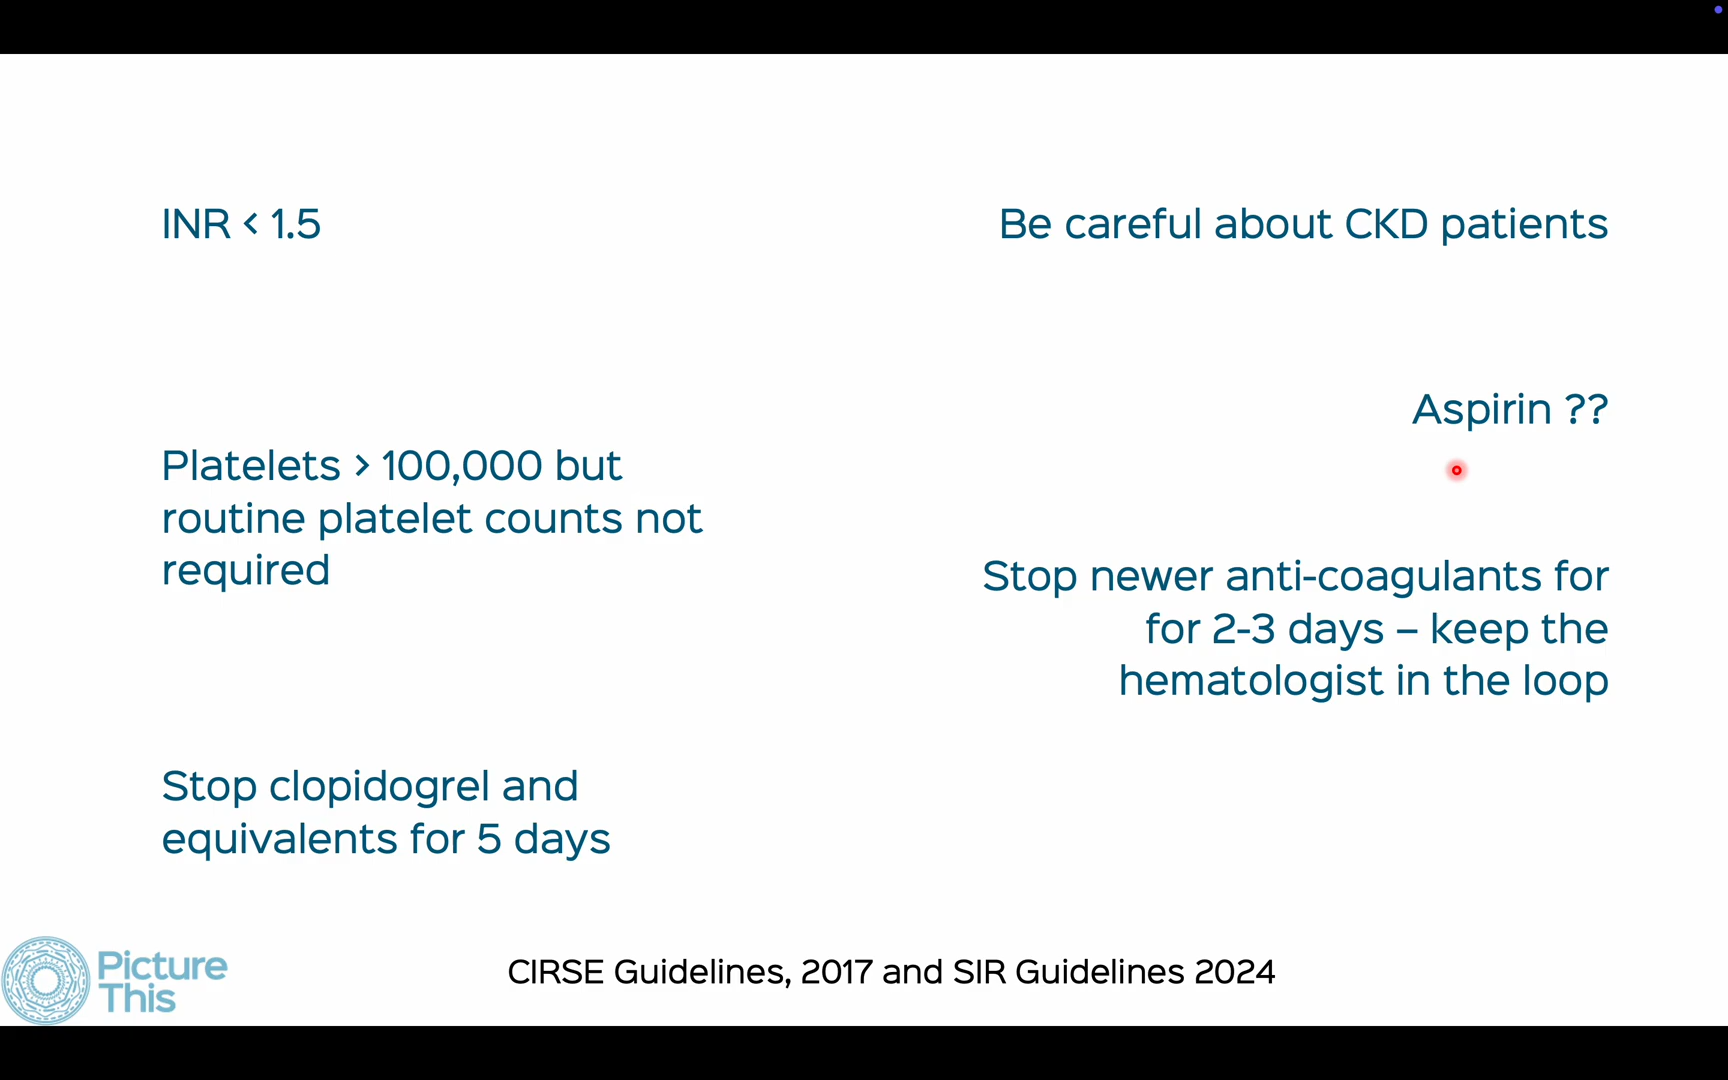 INR < 1.5
Platelets > 100,000 but
routine platelet counts not
required
Stop clopidogrel and
equivalents for 5 days
Be careful about CKD patients
Aspirin ??
Stop newer anti-coagulants for
for 2-3 days – keep the
hematologist in the loop
CIRSE Guidelines, 2017 and SIR Guidelines 2024
Picture
This